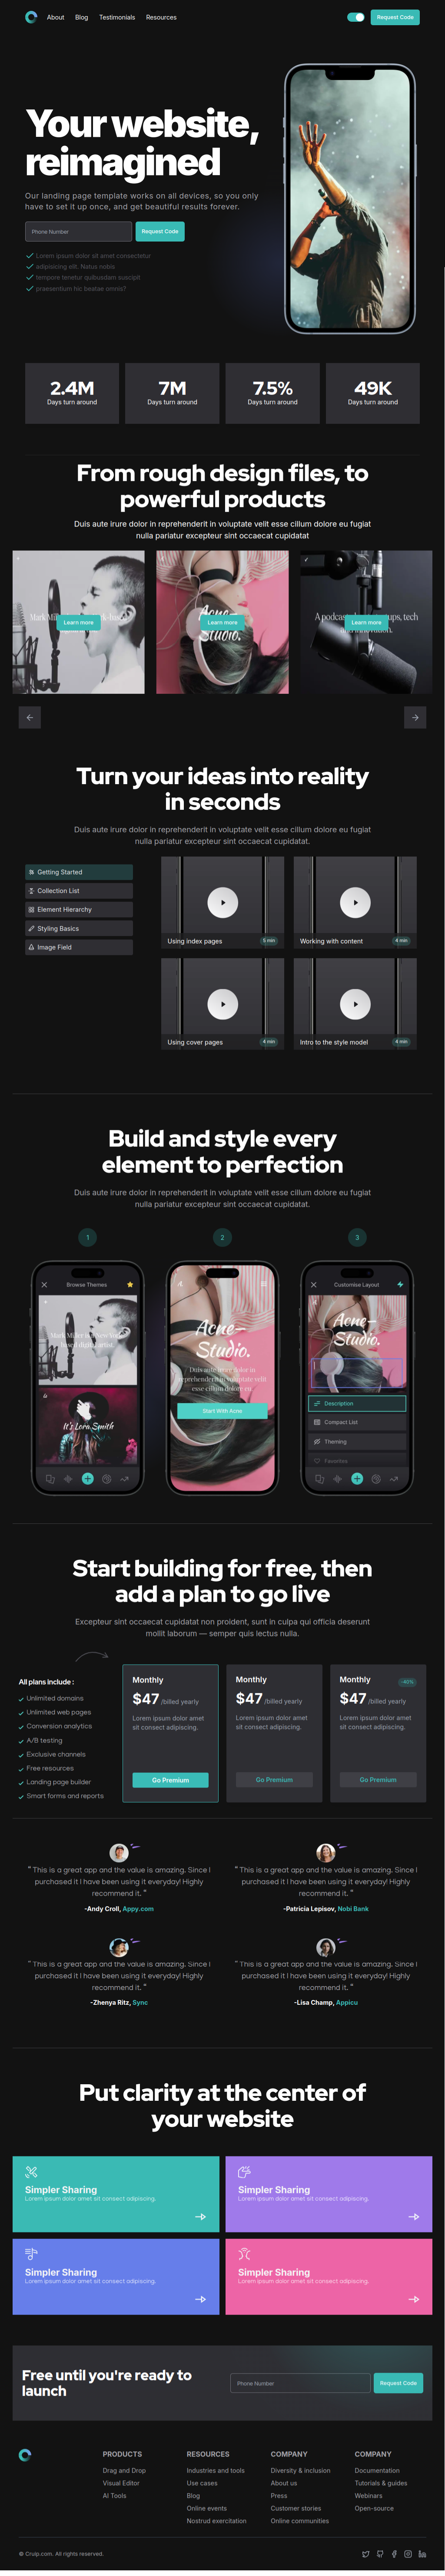 About Blog Testimonials Resources Request Code
Your website,
reimagined
Our landing page template works on all devices, so you only
have to set it up once, and get beautiful results forever.
Phone Number Request Code
Lorem ipsum dolor sit amet consectetur
adipisicing elit. Natus nobis
tempore tenetur quibusdam suscipit
praesentium hic beatae omnis?
2.4M 7M 7.5% 49K
Days turn around Days turn around Days turn around Days turn around
From rough design files, to
powerful products
Duis aute irure dolor in reprehenderit in voluptate velit esse cillum dolore eu fugiat
nulla pariatur excepteur sint occaecat cupidatat
Learn more
Acne–
Studio.
Learn more
A podcast tech
Learn more
Turn your ideas into reality
in seconds
Duis aute irure dolor in reprehenderit in voluptate velit esse cillum dolore eu fugiat
nulla pariatur excepteur sint occaecat cupidatat.
Getting Started
Collection List
Element Hierarchy
Styling Basics
Image Field
Using index pages 5 min
Working with content 4 min
Using cover pages 4 min
Intro to the style model 4 min
Build and style every
element to perfection
Duis aute irure dolor in reprehenderit in voluptate velit esse cillum dolore eu fugiat
nulla pariatur excepteur sint occaecat cupidatat.
1 2 3
Browse Themes
Mark Miller is a New York–
based digital artist.
It's Lora Smith
Acne–
Studio.
Duis aute irure dolor in
reprehenderit in voluptate velit
esse cillum dolore eu.
Start With Acne
Customise Layout
Acne–
Studio.
Description
Compact List
Theming
Favorites
Start building for free, then
add a plan to go live
Excepteur sint occaecat cupidatat non proident, sunt in culpa qui officia deserunt
mollit laborum — semper quis lectus nulla.
All plans include :
Unlimited domains
Unlimited web pages
Conversion analytics
A/B testing
Exclusive channels
Free resources
Landing page builder
Smart forms and reports
Monthly
$47 /billed yearly
Lorem ipsum dolor amet
sit consect adipiscing.
Go Premium
Monthly
$47 /billed yearly
Lorem ipsum dolor amet
sit consect adipiscing.
Go Premium
Monthly
$47 /billed yearly
Lorem ipsum dolor amet
sit consect adipiscing.
Go Premium
“ This is a great app and the value is amazing. Since I
purchased it I have been using it everyday! Highly
recommend it. ”
-Andy Croll, Appy.com
“ This is a great app and the value is amazing. Since I
purchased it I have been using it everyday! Highly
recommend it. ”
-Patricia Lepisov, Nobi Bank
“ This is a great app and the value is amazing. Since I
purchased it I have been using it everyday! Highly
recommend it. ”
-Zhenya Ritz, Sync
“ This is a great app and the value is amazing. Since I
purchased it I have been using it everyday! Highly
recommend it. ”
-Lisa Champ, Appicu
Put clarity at the center of
your website
Simpler Sharing
Lorem ipsum dolor amet sit consect adipiscing.
Simpler Sharing
Lorem ipsum dolor amet sit consect adipiscing.
Simpler Sharing
Lorem ipsum dolor amet sit consect adipiscing.
Simpler Sharing
Lorem ipsum dolor amet sit consect adipiscing.
Free until you're ready to
launch
Phone Number Request Code
PRODUCTS
Drag and Drop
Visual Editor
AI Tools
RESOURCES
Industries and tools
Use cases
Blog
Online events
Nostrud exercitation
COMPANY
Diversity & inclusion
About us
Press
Customer stories
Online communities
COMPANY
Documentation
Tutorials & guides
Webinars
Open-source
© Cruip.com. All rights reserved.